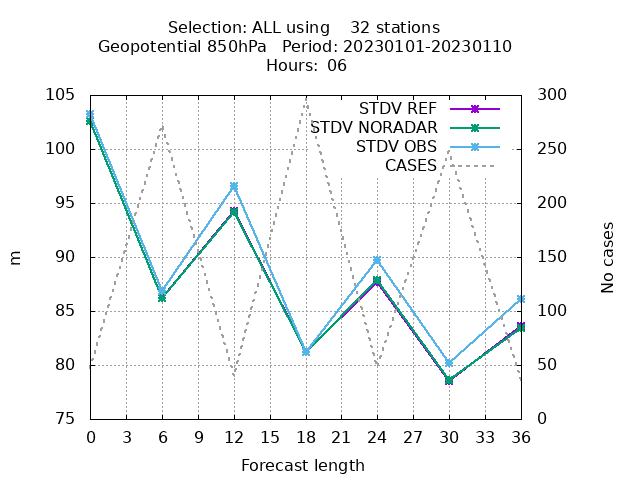 Selection: ALL using    32 stations
Geopotential 850hPa   Period: 20230101-20230110
Hours:  06
105
100
95
90
85
80
75
300
250
200
150
100
50
0
STDV REF
STDV NORADAR
STDV OBS
CASES
m
No cases
0 3 6 9 12 15 18 21 24 27 30 33 36
Forecast length